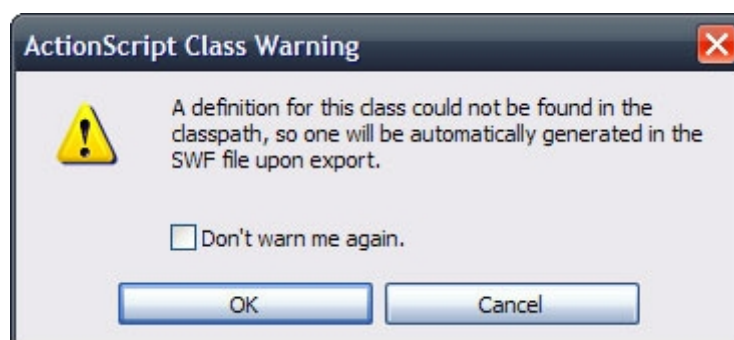 ActionScript Class Warning
A definition for this class could not be found in the
classpath, so one will be automatically generated in the
SWF file upon export.
Don't warn me again.
OK
Cancel